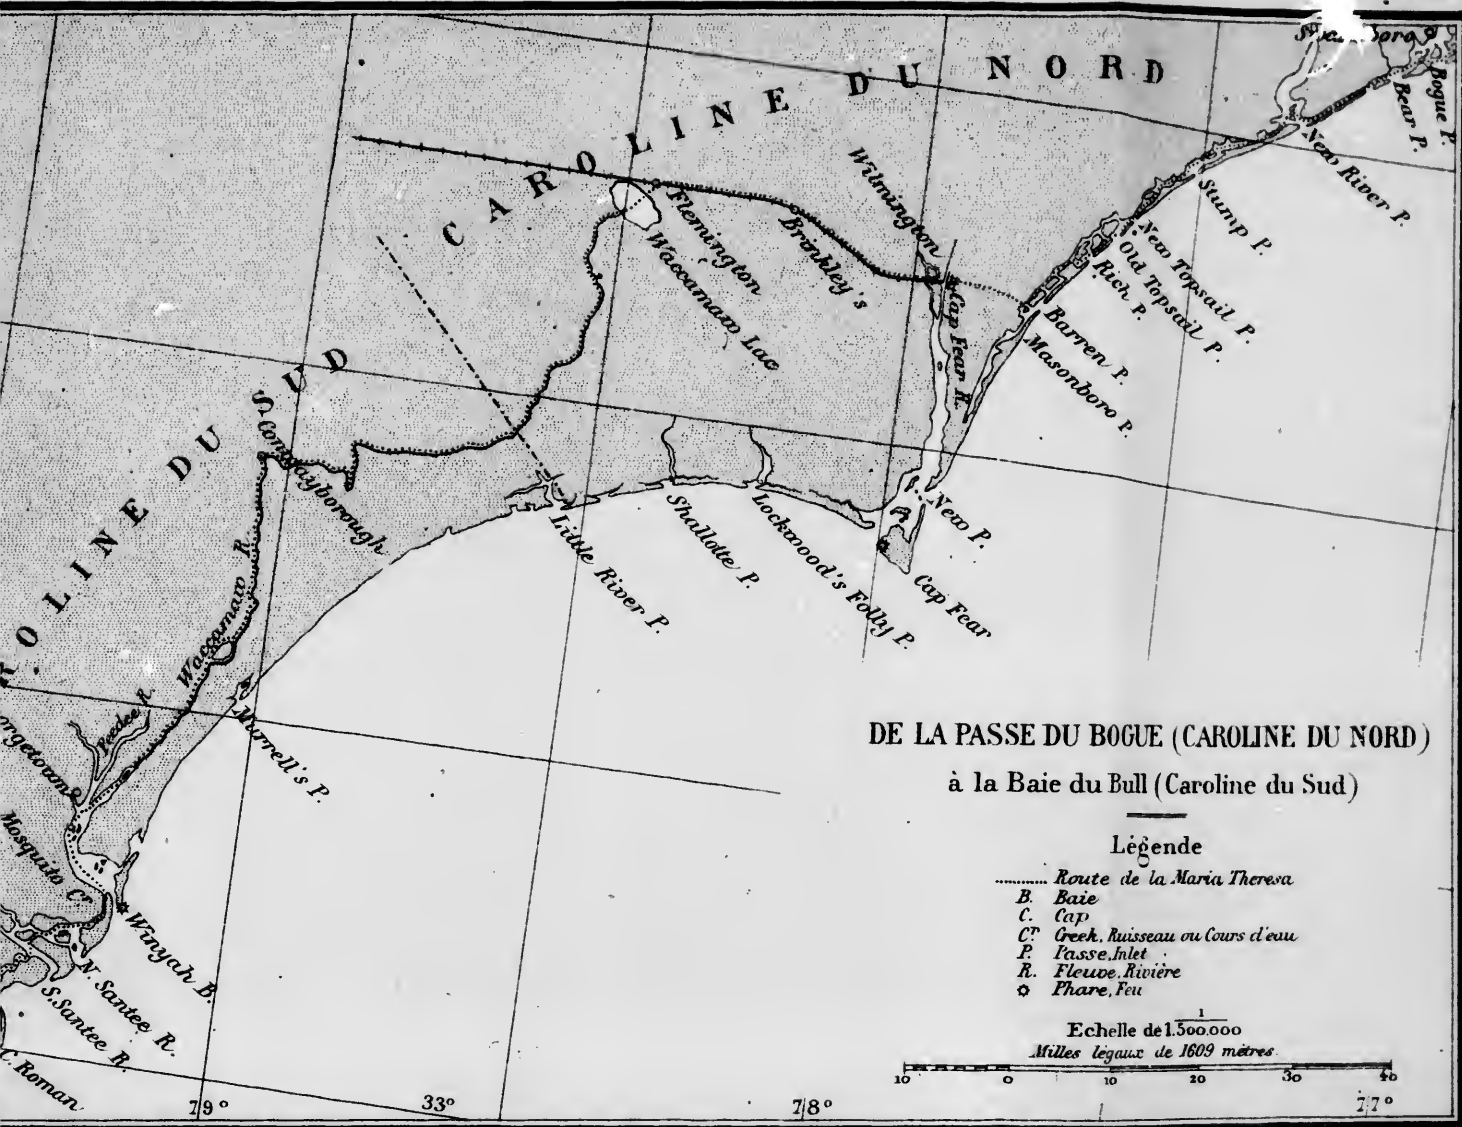 CAROLINE DU NORD
Bogue P.
Bear P.
New River P.
Stump P.
New Topsail P.
Old Topsail P.
Rich P.
Barren P.
Masonboro P.
Wilmington
Cap Fear R.
Brinkley's
Flemington
Waccamaw Lac
CAROLINE DU SUD
Conwayborough
Waccamaw R.
Peedee R.
orgetown
Mosquito Cr.
Little River P.
Shallotte P.
Lockwood's Folly P.
New P.
Cap Fear
Murrell's P.
Winyah B.
N. Santee R.
S. Santee R.
C. Roman
DE LA PASSE DU BOGUE (CAROLINE DU NORD)
à la Baie du Bull (Caroline du Sud)
Légende
Route de la Maria Theresa
B. Baie
C. Cap
Cr. Creek, Ruisseau ou Cours d'eau
P. Passe, Inlet
R. Fleuve, Rivière
Phare, Feu
Echelle de 1/1.500.000
Milles légaux de 1609 mètres
10 0 10 20 30 40
79° 33° 78° 77°